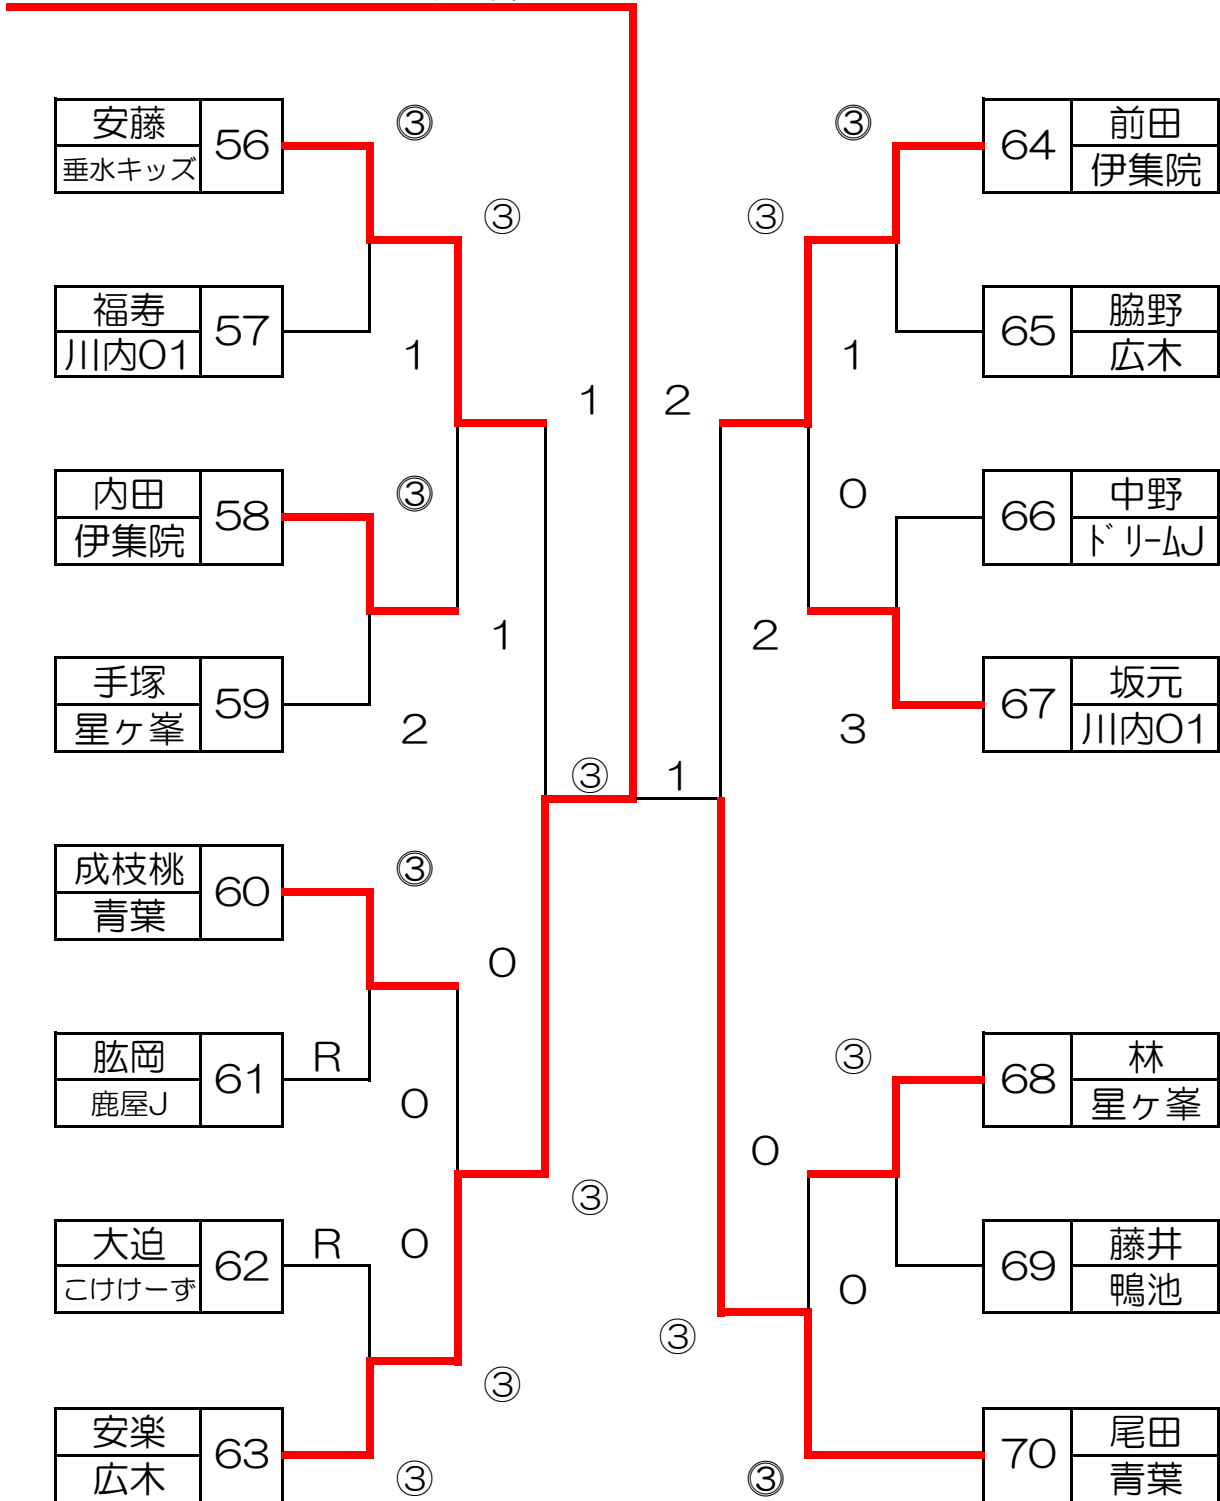 安藤
垂水キッズ
56
③
③
福寿
川内O1
57
1
1
内田
伊集院
58
③
1
手塚
星ヶ峯
59
2
③
成枝桃
青葉
60
③
0
肱岡
鹿屋J
61
R
0
③
大迫
こけけーず
62
R
0
③
安楽
広木
63
③
③
③
64
前田
伊集院
65
脇野
広木
1
2
0
66
中野
ドリームJ
2
67
坂元
川内O1
3
1
③
68
林
星ヶ峯
0
69
藤井
鴨池
0
③
③
70
尾田
青葉